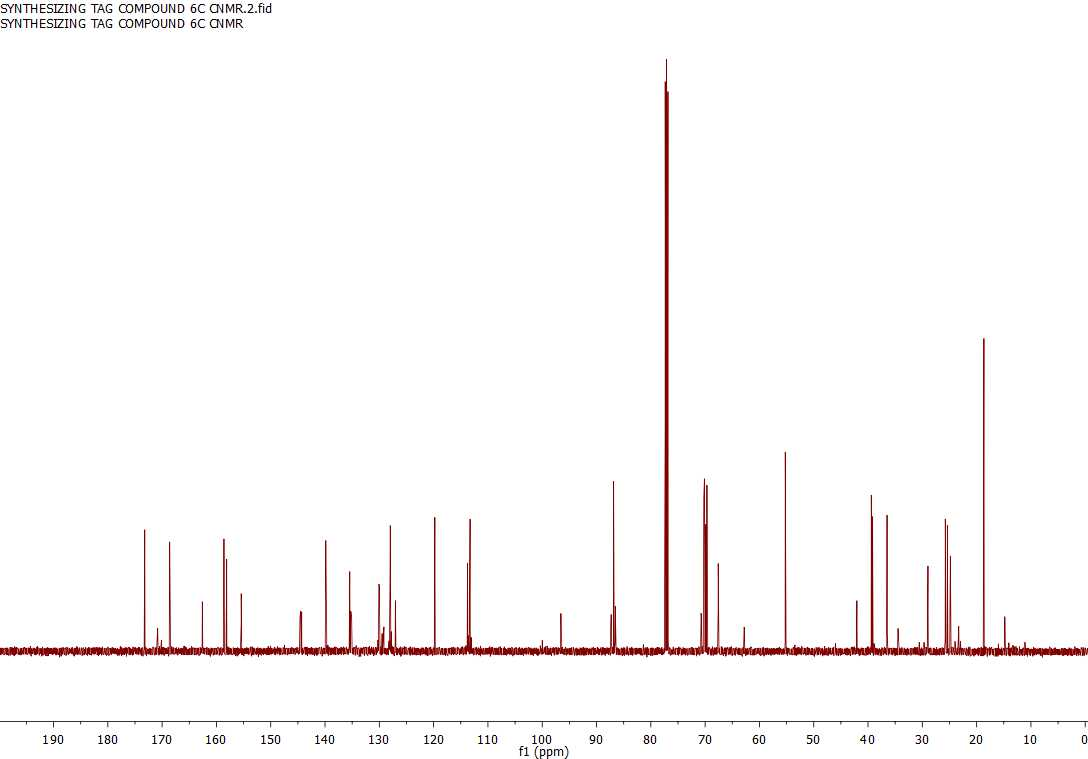 SYNTHESIZING TAG COMPOUND 6C CNMR.2.fid
SYNTHESIZING TAG COMPOUND 6C CNMR
190 180 170 160 150 140 130 120 110 100 90 80 70 60 50 40 30 20 10 0
f1 (ppm)